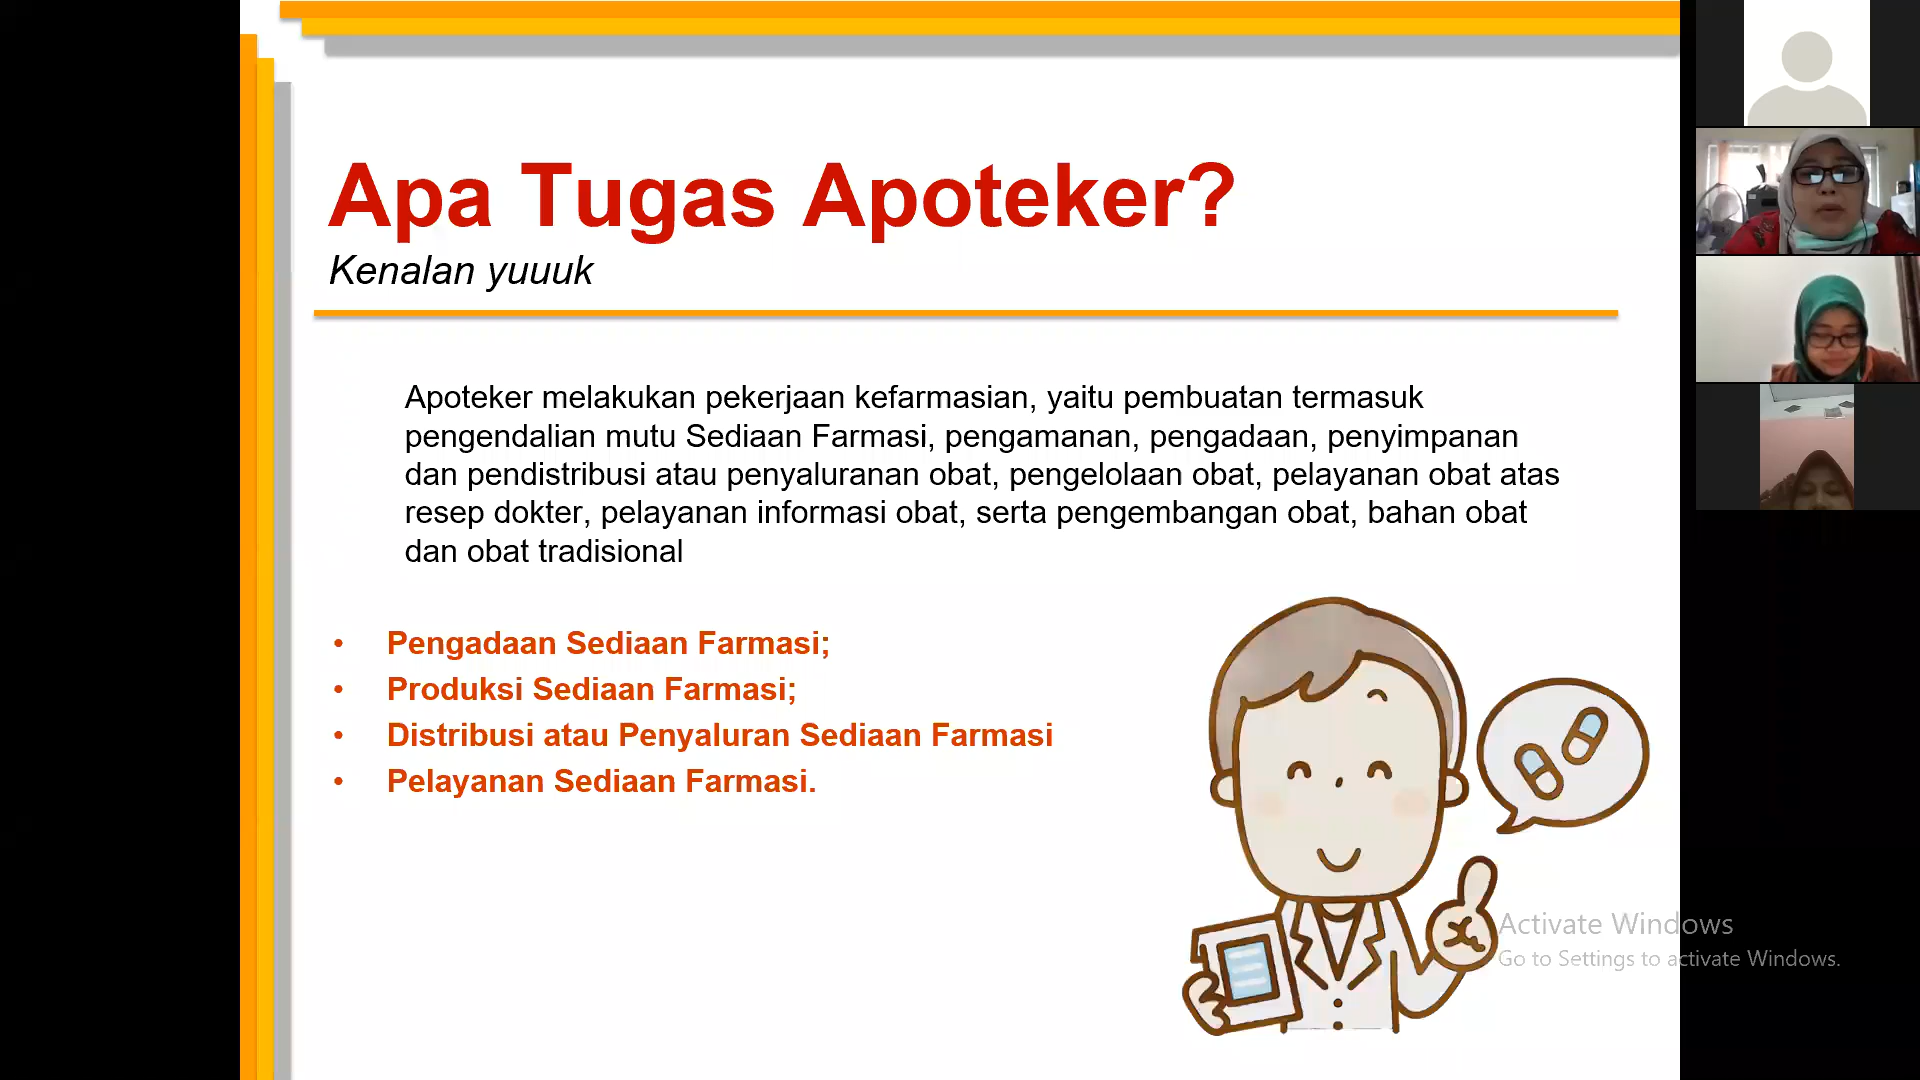 Apa Tugas Apoteker?
Kenalan yuuuk
Apoteker melakukan pekerjaan kefarmasian, yaitu pembuatan termasuk
pengendalian mutu Sediaan Farmasi, pengamanan, pengadaan, penyimpanan
dan pendistribusi atau penyaluranan obat, pengelolaan obat, pelayanan obat atas
resep dokter, pelayanan informasi obat, serta pengembangan obat, bahan obat
dan obat tradisional
• Pengadaan Sediaan Farmasi;
• Produksi Sediaan Farmasi;
• Distribusi atau Penyaluran Sediaan Farmasi
• Pelayanan Sediaan Farmasi.
Activate Windows
Go to Settings to activate Windows.